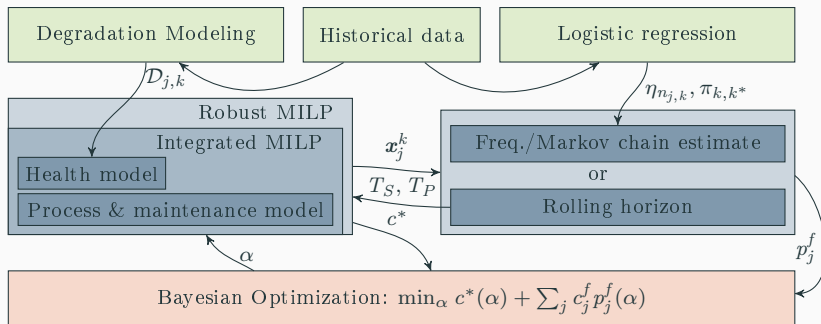 Degradation Modeling
Historical data
Logistic regression
𝒟_{j,k}
η_{n_{j,k}}, π_{k,k*}
Robust MILP
Integrated MILP
Health model
Process & maintenance model
x_j^k
T_S, T_P
c*
Freq./Markov chain estimate
or
Rolling horizon
p_j^f
α
Bayesian Optimization: min_α c*(α) + ∑_j c_j^f p_j^f(α)